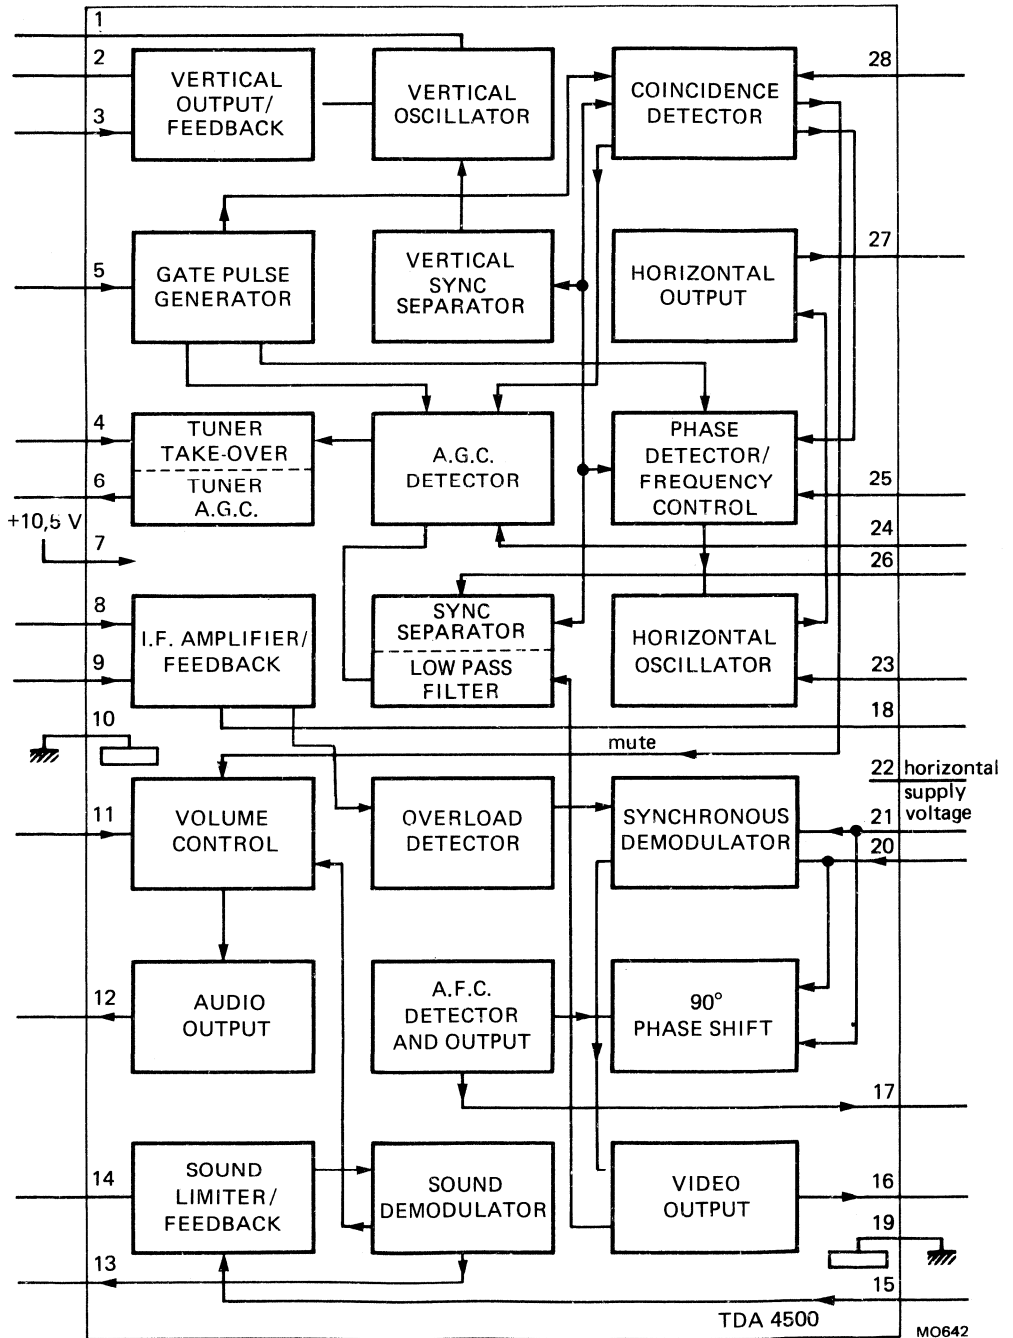 1
2
3
VERTICAL
OUTPUT/
FEEDBACK
VERTICAL
OSCILLATOR
COINCIDENCE
DETECTOR
28
5
GATE PULSE
GENERATOR
VERTICAL
SYNC
SEPARATOR
HORIZONTAL
OUTPUT
27
4
6
TUNER
TAKE-OVER
TUNER
A.G.C.
A.G.C.
DETECTOR
PHASE
DETECTOR/
FREQUENCY
CONTROL
25
24
26
+10,5 V
7
8
9
I.F. AMPLIFIER/
FEEDBACK
SYNC
SEPARATOR
LOW PASS
FILTER
HORIZONTAL
OSCILLATOR
23
18
10
mute
22 horizontal
supply
voltage
11
VOLUME
CONTROL
OVERLOAD
DETECTOR
SYNCHRONOUS
DEMODULATOR
21
20
12
AUDIO
OUTPUT
A.F.C.
DETECTOR
AND OUTPUT
90°
PHASE SHIFT
17
14
SOUND
LIMITER/
FEEDBACK
SOUND
DEMODULATOR
VIDEO
OUTPUT
16
19
13
15
TDA 4500
MO642